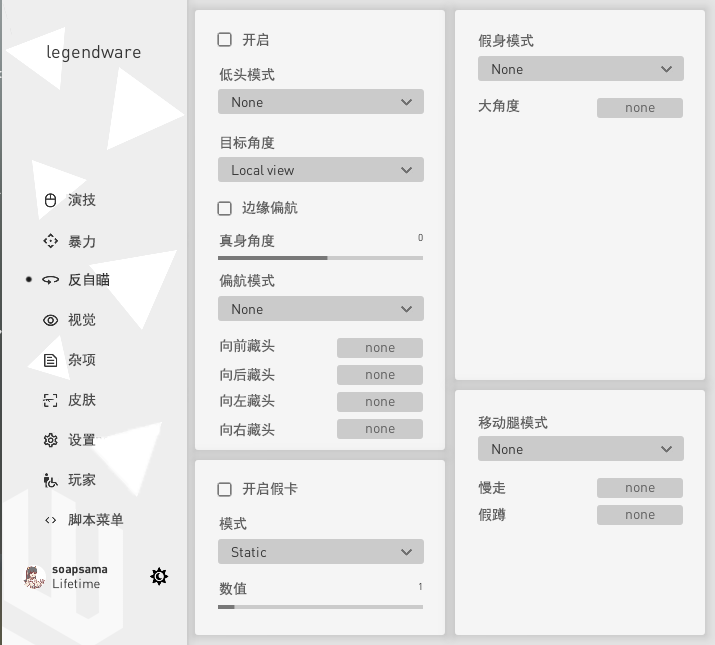 legendware
演技
暴力
反自瞄
视觉
杂项
皮肤
设置
玩家
脚本菜单
soapsama
Lifetime
开启
低头模式
None
目标角度
Local view
边缘偏航
真身角度 0
偏航模式
None
向前藏头 none
向后藏头 none
向左藏头 none
向右藏头 none
开启假卡
模式
Static
数值 1
假身模式
None
大角度 none
移动腿模式
None
慢走 none
假蹲 none